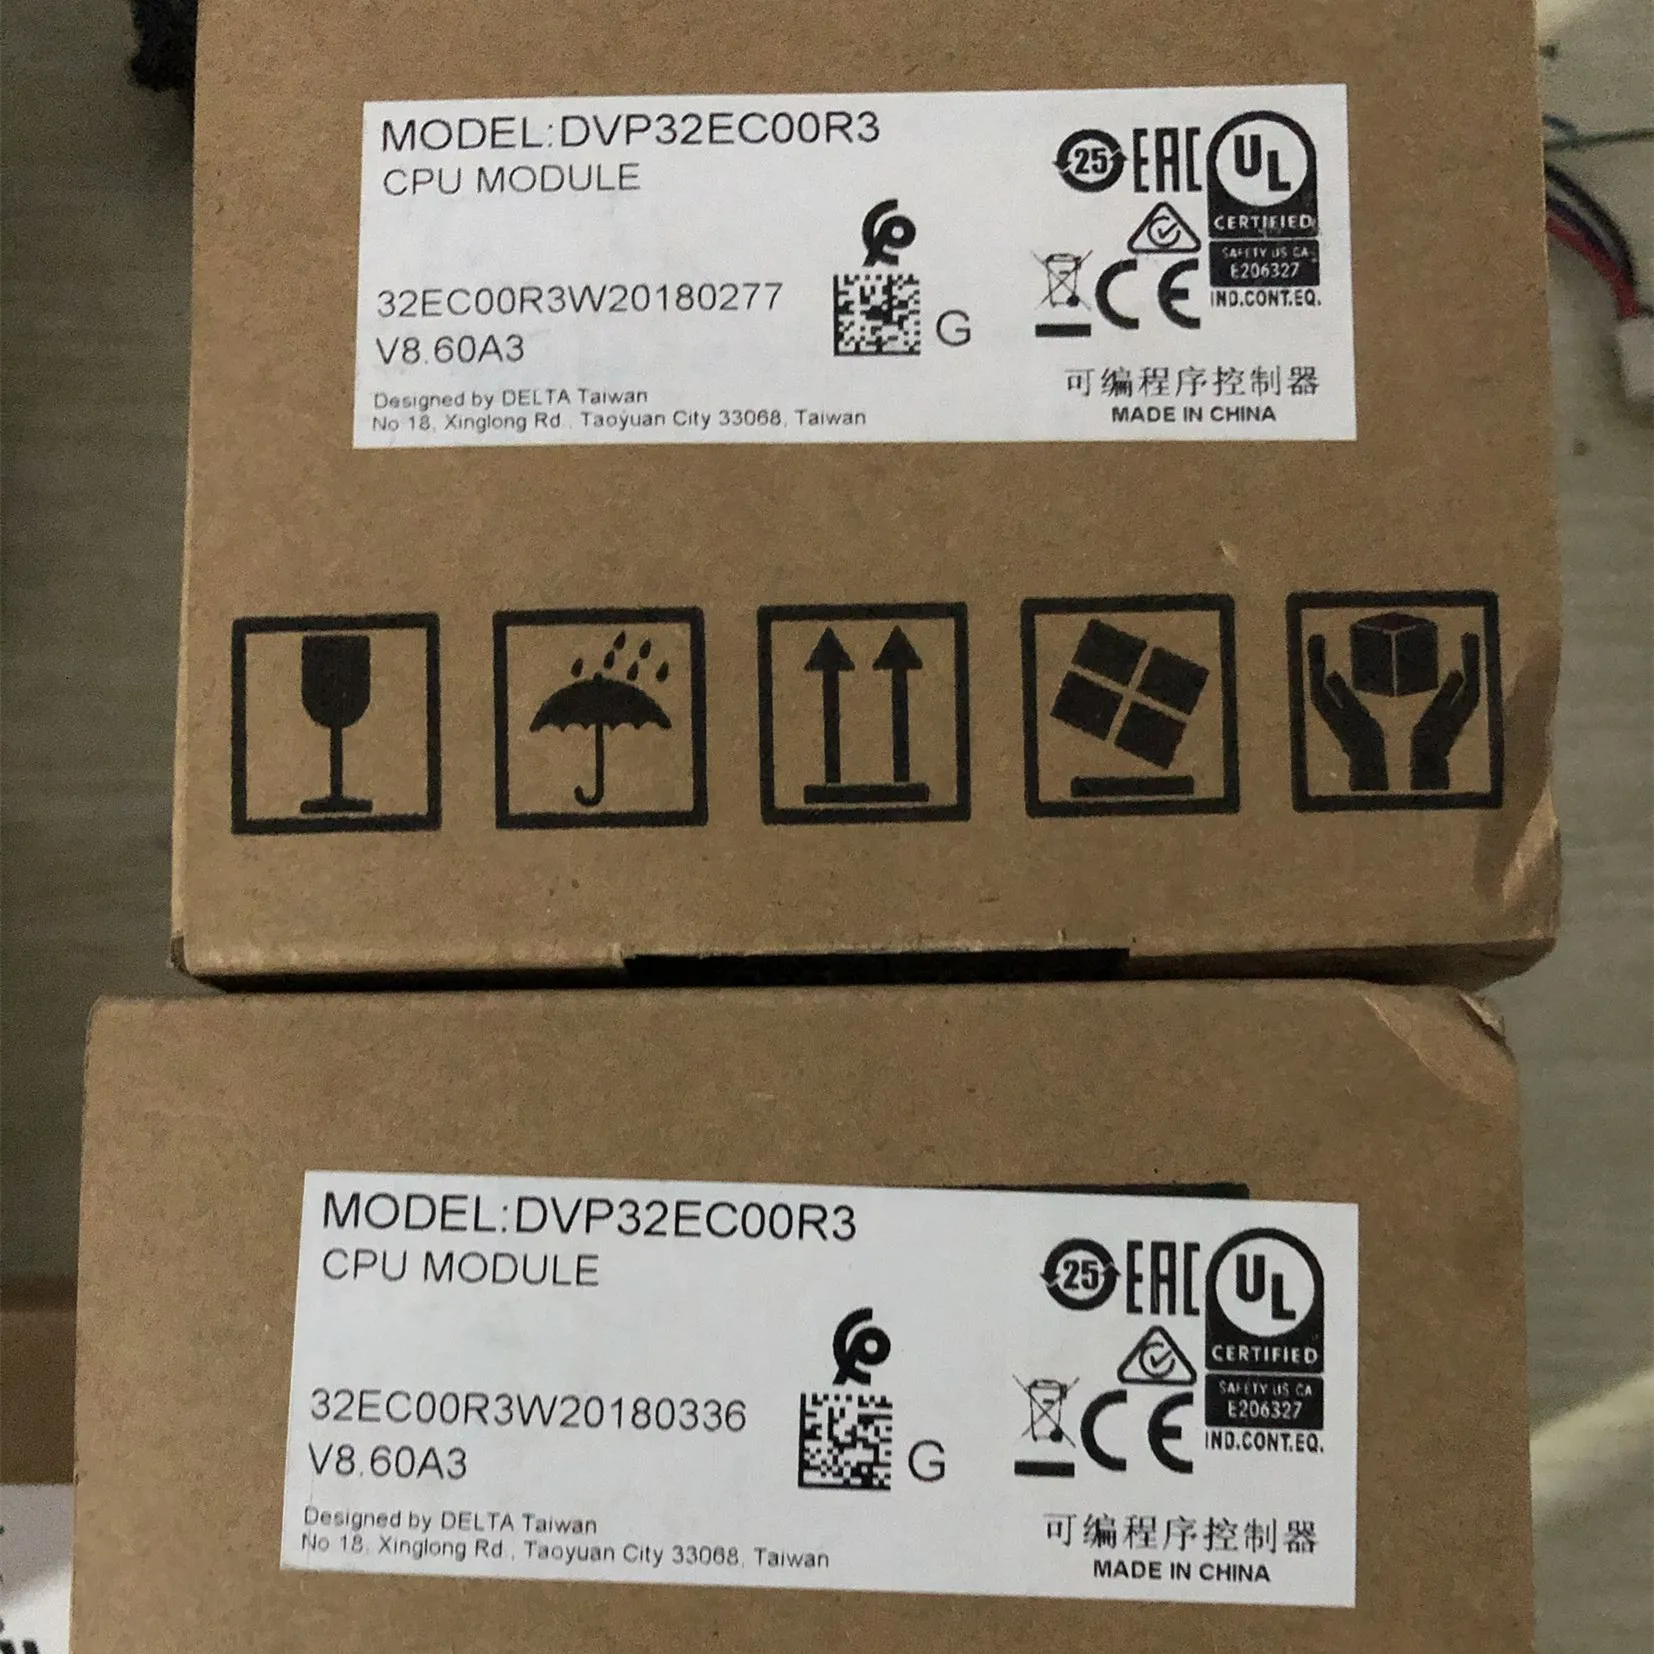 MODEL:DVP32EC00R3
CPU MODULE
25 EAC UL
CERTIFIED
SAFETY US CA
E206327
IND.CONT.EQ.
CE
32EC00R3W20180277
G
V8.60A3
可编程序控制器
MADE IN CHINA
Designed by DELTA Taiwan
No 18, Xinglong Rd., Taoyuan City 33068, Taiwan
MODEL:DVP32EC00R3
CPU MODULE
25 EAC UL
CERTIFIED
SAFETY US CA
E206327
IND.CONT.EQ.
CE
32EC00R3W20180336
G
V8.60A3
可编程序控制器
MADE IN CHINA
Designed by DELTA Taiwan
No 18, Xinglong Rd., Taoyuan City 33068, Taiwan